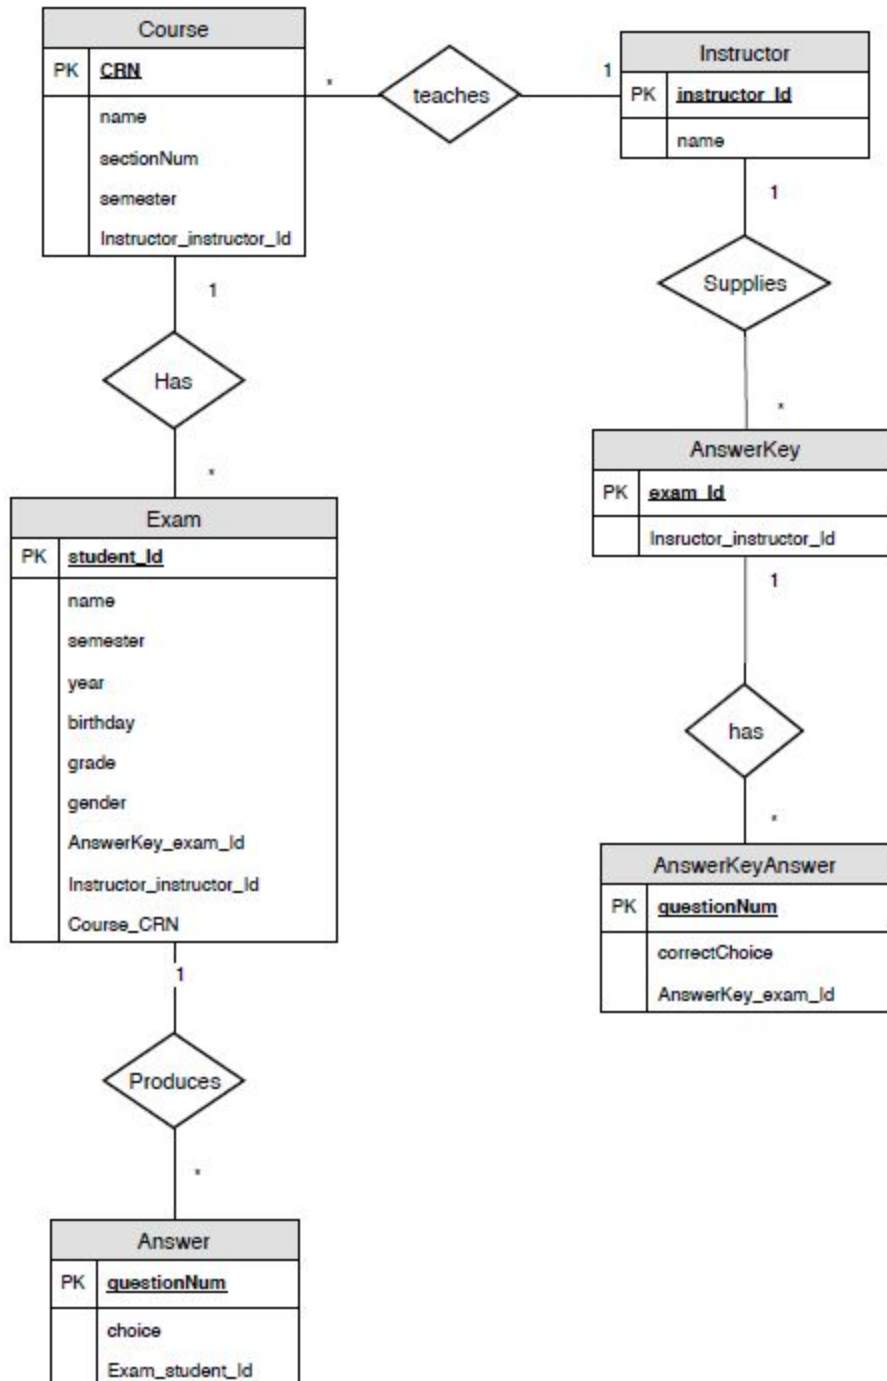 Course
PK CRN
name
sectionNum
semester
Instructor_instructor_Id
*
teaches
1
Instructor
PK instructor_Id
name
1
Has
*
1
Supplies
*
Exam
PK student_Id
name
semester
year
birthday
grade
gender
AnswerKey_exam_Id
Instructor_instructor_Id
Course_CRN
AnswerKey
PK exam_Id
Insructor_instructor_Id
1
has
*
AnswerKeyAnswer
PK questionNum
correctChoice
AnswerKey_exam_Id
1
Produces
*
Answer
PK questionNum
choice
Exam_student_Id